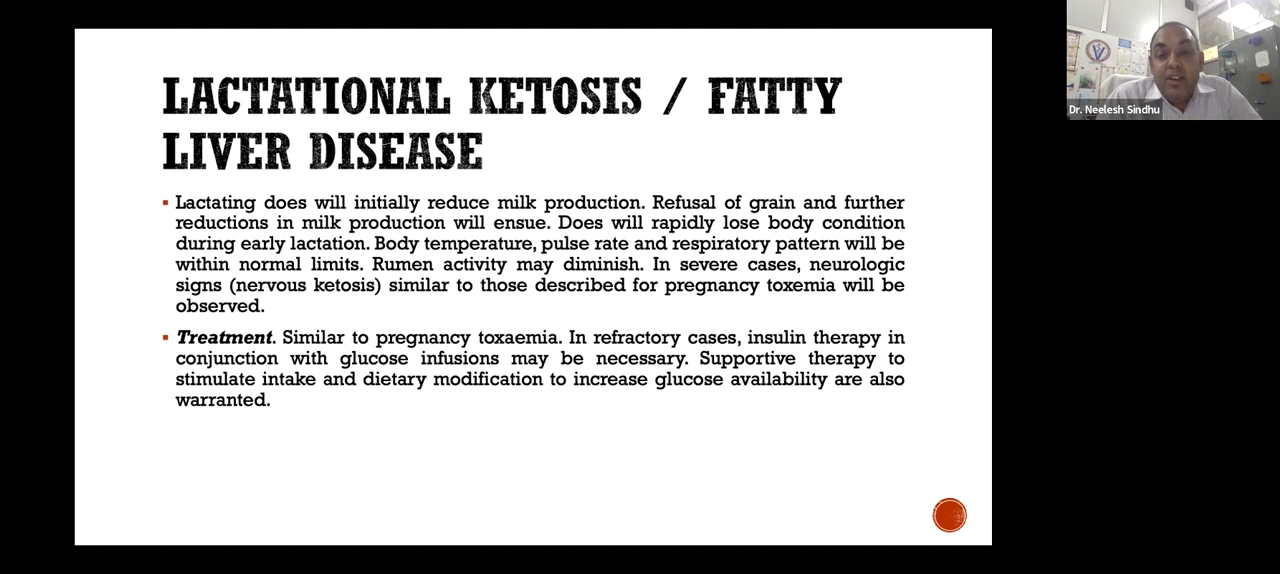 LACTATIONAL KETOSIS / FATTY
LIVER DISEASE
▪ Lactating does will initially reduce milk production. Refusal of grain and further
reductions in milk production will ensue. Does will rapidly lose body condition
during early lactation. Body temperature, pulse rate and respiratory pattern will be
within normal limits. Rumen activity may diminish. In severe cases, neurologic
signs (nervous ketosis) similar to those described for pregnancy toxemia will be
observed.
▪ Treatment. Similar to pregnancy toxaemia. In refractory cases, insulin therapy in
conjunction with glucose infusions may be necessary. Supportive therapy to
stimulate intake and dietary modification to increase glucose availability are also
warranted.
Dr. Neelesh Sindhu